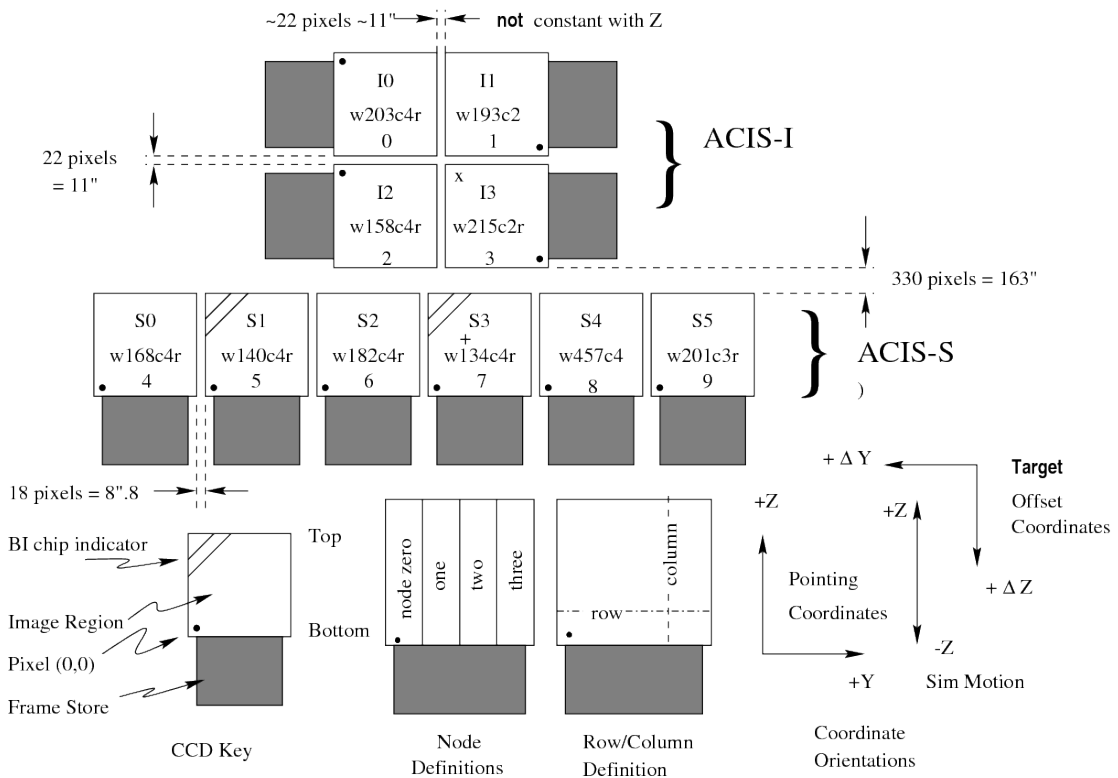 ~22 pixels ~11" not constant with Z
I0
w203c4r
0
I1
w193c2
1
ACIS-I
22 pixels
= 11"
I2
w158c4r
2
x
I3
w215c2r
3
330 pixels = 163"
S0
w168c4r
4
S1
w140c4r
5
S2
w182c4r
6
S3
+
w134c4r
7
S4
w457c4
8
S5
w201c3r
9
ACIS-S
)
18 pixels = 8".8
BI chip indicator
Image Region
Pixel (0,0)
Frame Store
Top
Bottom
CCD Key
node zero
one
two
three
Node
Definitions
column
row
Row/Column
Definition
+ Δ Y
Target
Offset
Coordinates
+ Δ Z
+Z
Pointing
Coordinates
+Y
+Z
-Z
Sim Motion
Coordinate
Orientations